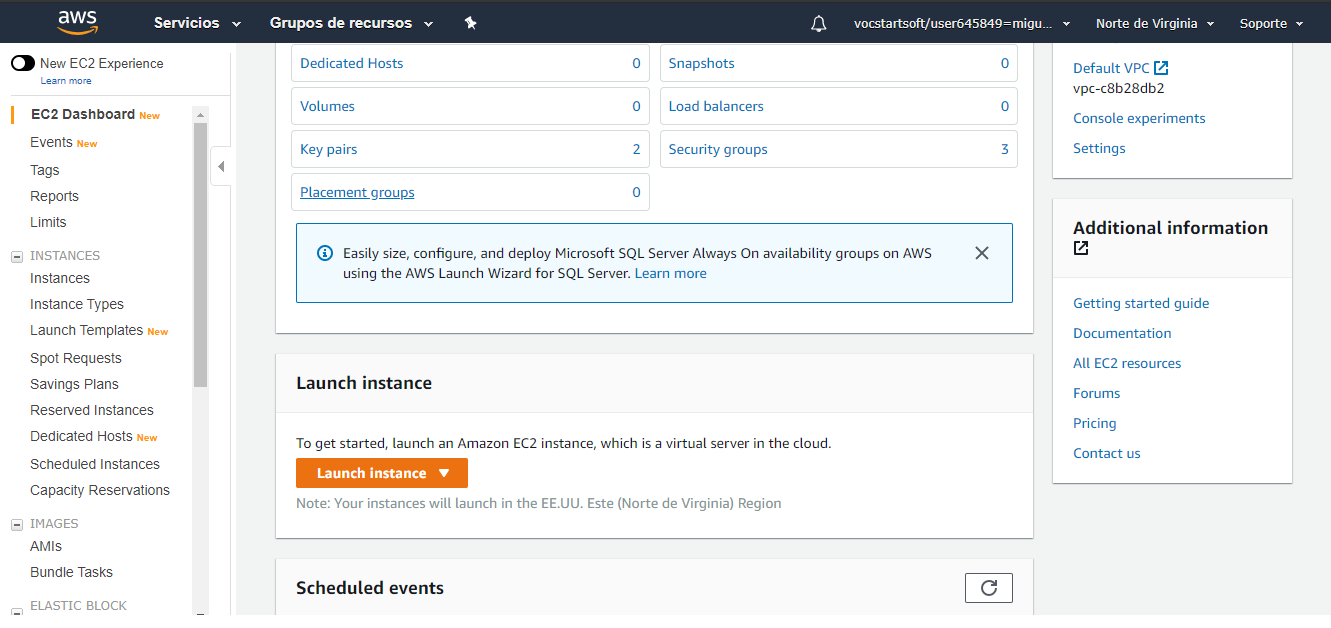 aws Servicios Grupos de recursos vocstartsoft/user645849=migu... Norte de Virginia Soporte
New EC2 Experience
Learn more
EC2 Dashboard New
Events New
Tags
Reports
Limits
INSTANCES
Instances
Instance Types
Launch Templates New
Spot Requests
Savings Plans
Reserved Instances
Dedicated Hosts New
Scheduled Instances
Capacity Reservations
IMAGES
AMIs
Bundle Tasks
ELASTIC BLOCK
Dedicated Hosts 0
Snapshots 0
Volumes 0
Load balancers 0
Key pairs 2
Security groups 3
Placement groups 0
Easily size, configure, and deploy Microsoft SQL Server Always On availability groups on AWS
using the AWS Launch Wizard for SQL Server. Learn more
Launch instance
To get started, launch an Amazon EC2 instance, which is a virtual server in the cloud.
Launch instance
Note: Your instances will launch in the EE.UU. Este (Norte de Virginia) Region
Scheduled events
Default VPC
vpc-c8b28db2
Console experiments
Settings
Additional information
Getting started guide
Documentation
All EC2 resources
Forums
Pricing
Contact us